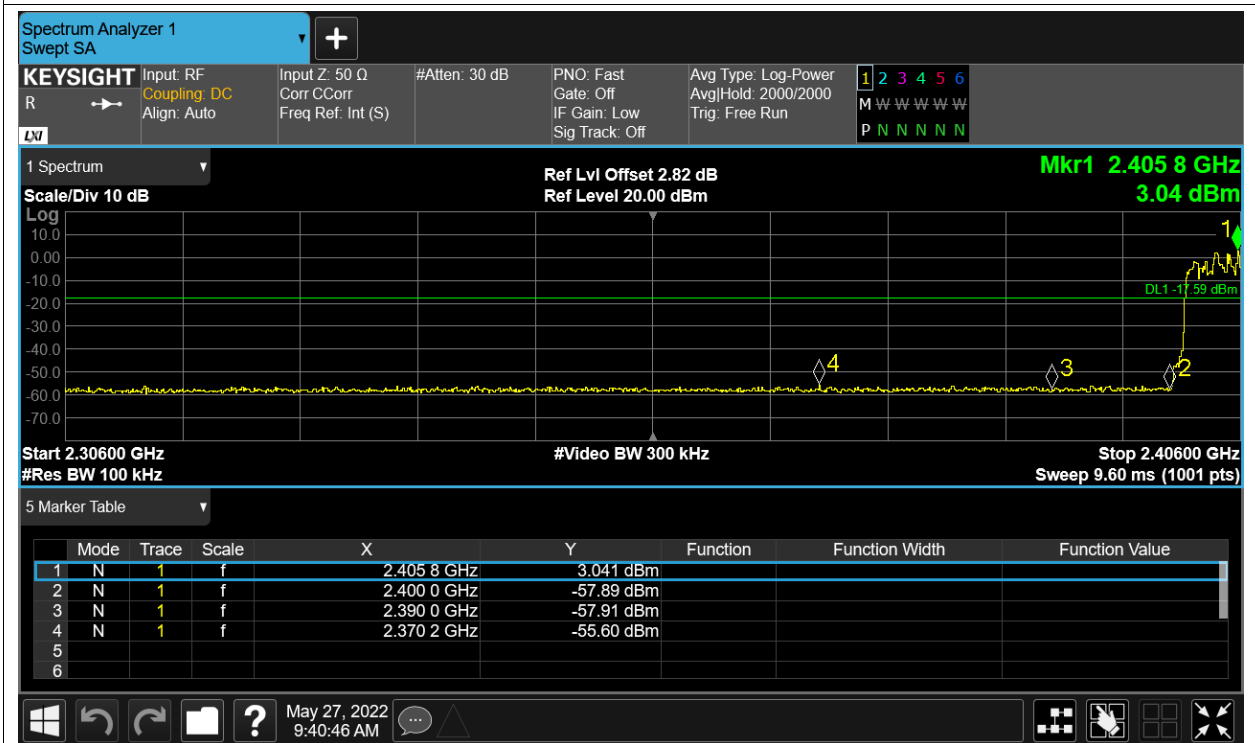 Spectrum Analyzer 1
Swept SA
KEYSIGHT Input: RF Input Z: 50 Ω #Atten: 30 dB PNO: Fast Avg Type: Log-Power 1 2 3 4 5 6
R Coupling: DC Corr CCorr Gate: Off Avg|Hold: 2000/2000 M W W W W W
Align: Auto Freq Ref: Int (S) IF Gain: Low Trig: Free Run
LXI Sig Track: Off P N N N N N
1 Spectrum Ref Lvl Offset 2.82 dB Mkr1 2.405 8 GHz
Scale/Div 10 dB Ref Level 20.00 dBm 3.04 dBm
Log
10.0 1
0.00
-10.0
DL1 -17.59 dBm
-20.0
-30.0
-40.0
-50.0 4 3 2
-60.0
-70.0
Start 2.30600 GHz #Video BW 300 kHz Stop 2.40600 GHz
#Res BW 100 kHz Sweep 9.60 ms (1001 pts)
5 Marker Table
Mode Trace Scale X Y Function Function Width Function Value
1 N 1 f 2.405 8 GHz 3.041 dBm
2 N 1 f 2.400 0 GHz -57.89 dBm
3 N 1 f 2.390 0 GHz -57.91 dBm
4 N 1 f 2.370 2 GHz -55.60 dBm
5
6
? May 27, 2022
9:40:46 AM